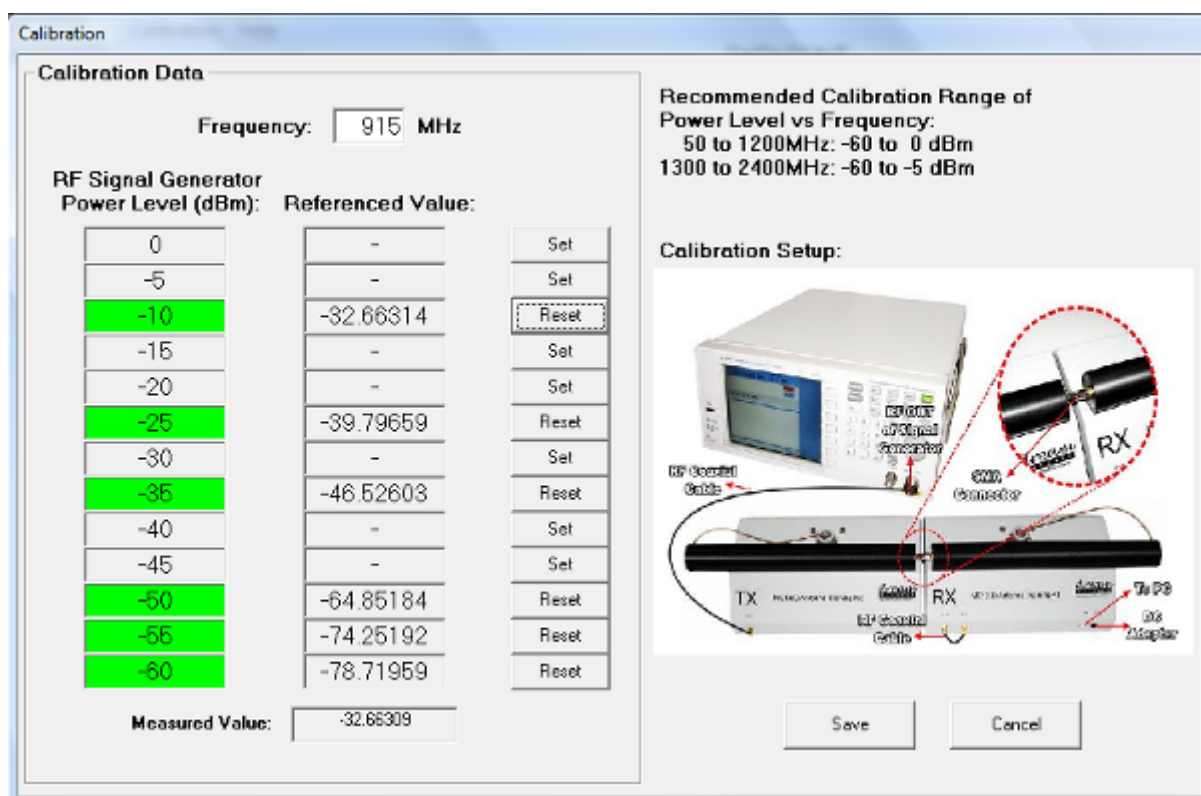 Calibration
Calibration Data
Frequency: 915 MHz
RF Signal Generator
Power Level (dBm): Referenced Value:
0 - Set
-5 - Set
-10 -32.66314 Reset
-15 - Set
-20 - Set
-25 -39.79659 Reset
-30 - Set
-35 -46.52603 Reset
-40 - Set
-45 - Set
-50 -64.85184 Reset
-55 -74.25192 Reset
-60 -78.71959 Reset
Measured Value: -32.66309
Recommended Calibration Range of
Power Level vs Frequency:
50 to 1200MHz: -60 to 0 dBm
1300 to 2400MHz: -60 to -5 dBm
Calibration Setup:
RF OUT
of Signal
Generator
RF Coaxial
Cable
SMA
Connector
RX
TX
RX
RF Coaxial
Cable
To PC
DC
Adapter
Save Cancel